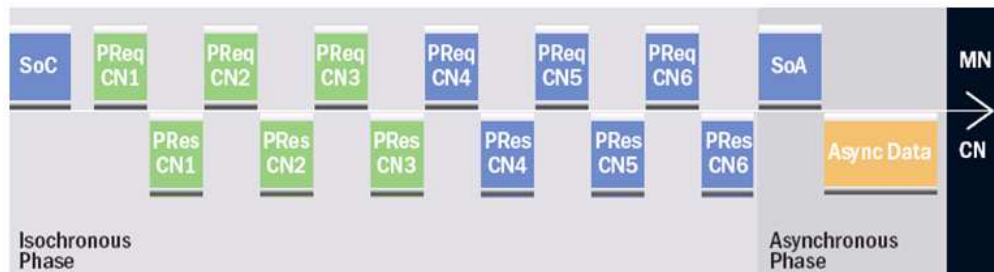 SoC
PReq
CN1
PReq
CN2
PReq
CN3
PReq
CN4
PReq
CN5
PReq
CN6
SoA
MN
PRes
CN1
PRes
CN2
PRes
CN3
PRes
CN4
PRes
CN5
PRes
CN6
Async Data
CN
Isochronous
Phase
Asynchronous
Phase